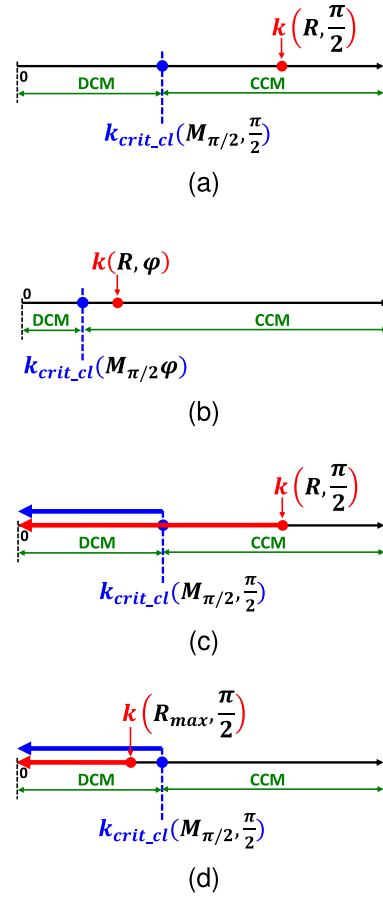 k(R, π/2)
0
DCM CCM
k_crit_cl(M_π/2, π/2)
(a)
k(R, φ)
0
DCM CCM
k_crit_cl(M_π/2φ)
(b)
k(R, π/2)
0
DCM CCM
k_crit_cl(M_π/2, π/2)
(c)
k(R_max, π/2)
0
DCM CCM
k_crit_cl(M_π/2, π/2)
(d)